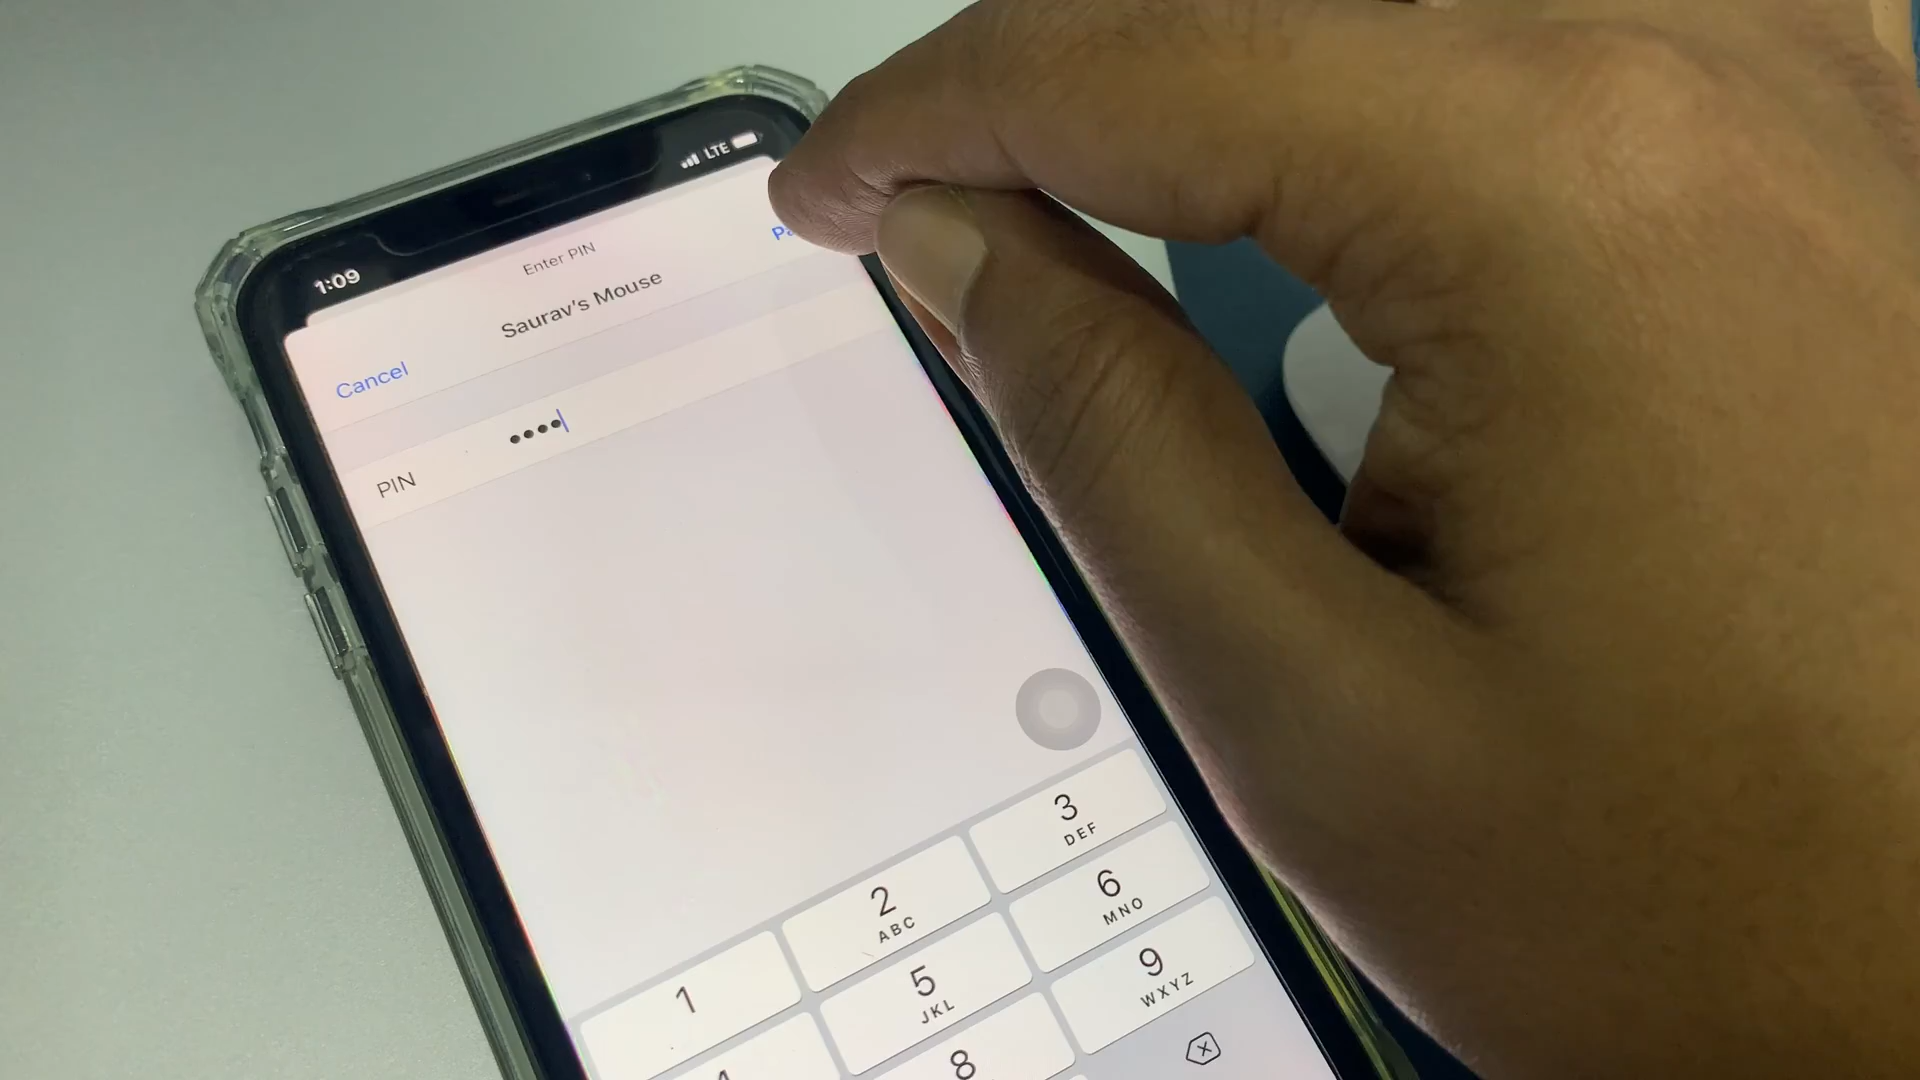 1:09
LTE
Enter PIN
Cancel
Saurav's Mouse
PIN
1
2
ABC
3
DEF
5
JKL
6
MNO
8
9
WXYZ